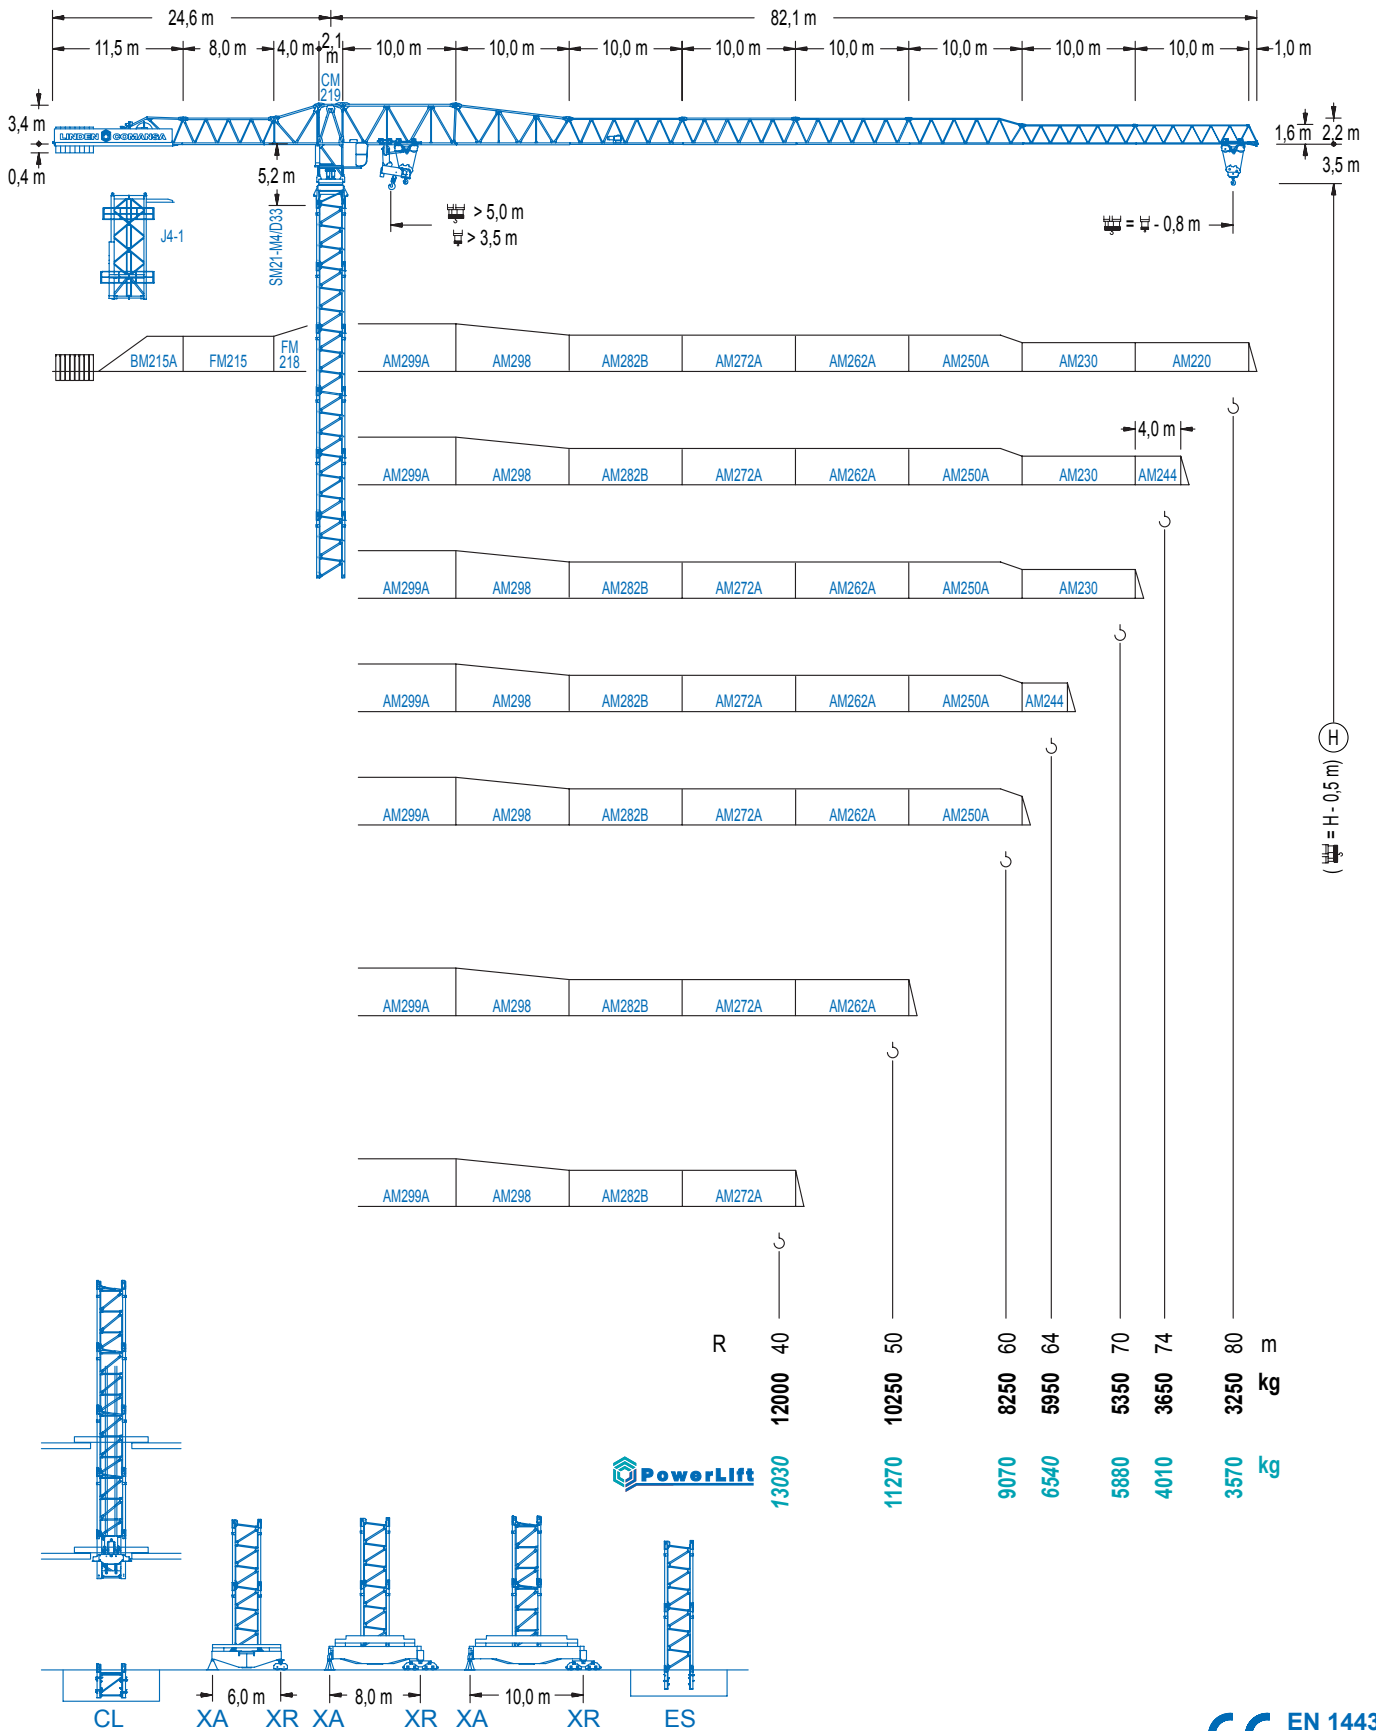 24,6 m 82,1 m
11,5 m 8,0 m 4,0 m 2,1 m 10,0 m 10,0 m 10,0 m 10,0 m 10,0 m 10,0 m 10,0 m 10,0 m 1,0 m
CM 219
3,4 m LINDEN COMANSA 1,6 m 2,2 m
0,4 m 5,2 m 3,5 m
> 5,0 m = - 0,8 m
> 3,5 m
J4-1 SM21-M4/D33
BM215A FM215 FM 218 AM299A AM298 AM282B AM272A AM262A AM250A AM230 AM220
4,0 m
AM299A AM298 AM282B AM272A AM262A AM250A AM230 AM244
AM299A AM298 AM282B AM272A AM262A AM250A AM230
AM299A AM298 AM282B AM272A AM262A AM250A AM244
H
( = H - 0,5 m)
AM299A AM298 AM282B AM272A AM262A AM250A
AM299A AM298 AM282B AM272A AM262A
AM299A AM298 AM282B AM272A
R 40 50 60 64 70 74 80 m
12000 10250 8250 5950 5350 3650 3250 kg
PowerLift 13030 11270 9070 6540 5880 4010 3570 kg
6,0 m 8,0 m 10,0 m
CL XA XR XA XR XA XR ES
CE EN 1443